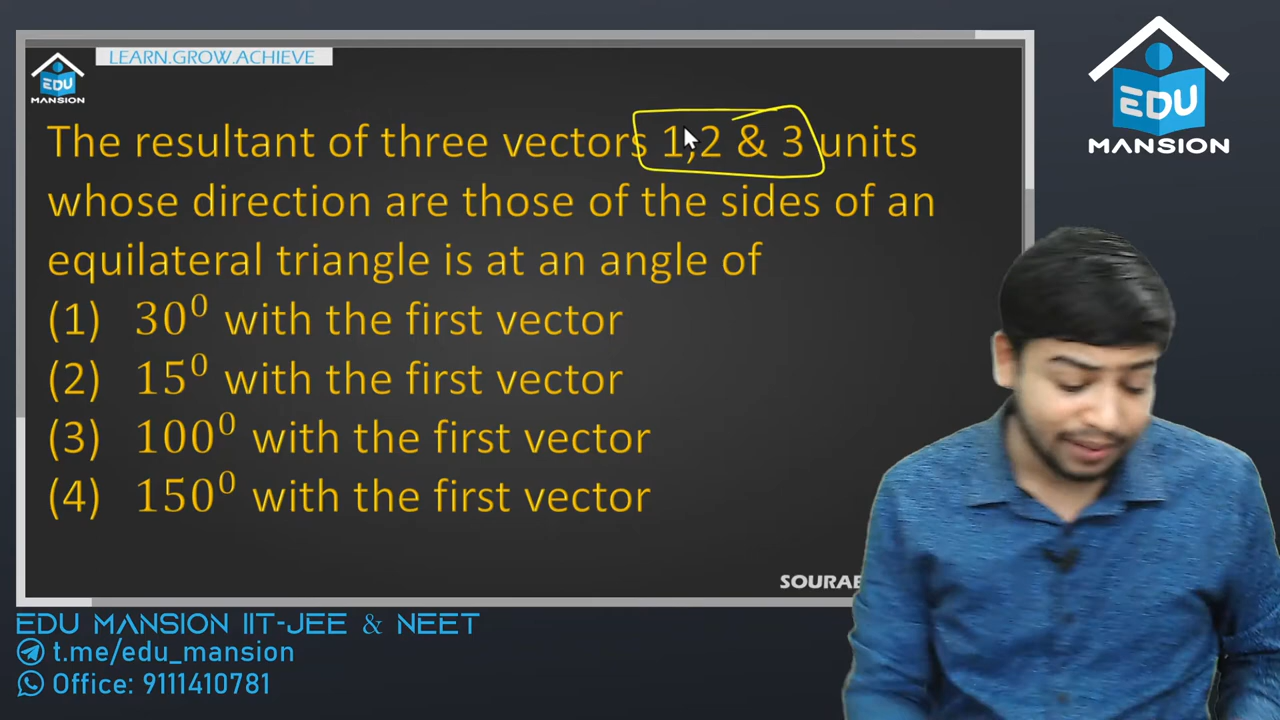 LEARN.GROW.ACHIEVE
EDU
MANSION
EDU
MANSION
The resultant of three vectors 1,2 & 3 units
whose direction are those of the sides of an
equilateral triangle is at an angle of
(1) 30⁰ with the first vector
(2) 15⁰ with the first vector
(3) 100⁰ with the first vector
(4) 150⁰ with the first vector
EDU MANSION IIT-JEE & NEET
t.me/edu_mansion
Office: 9111410781